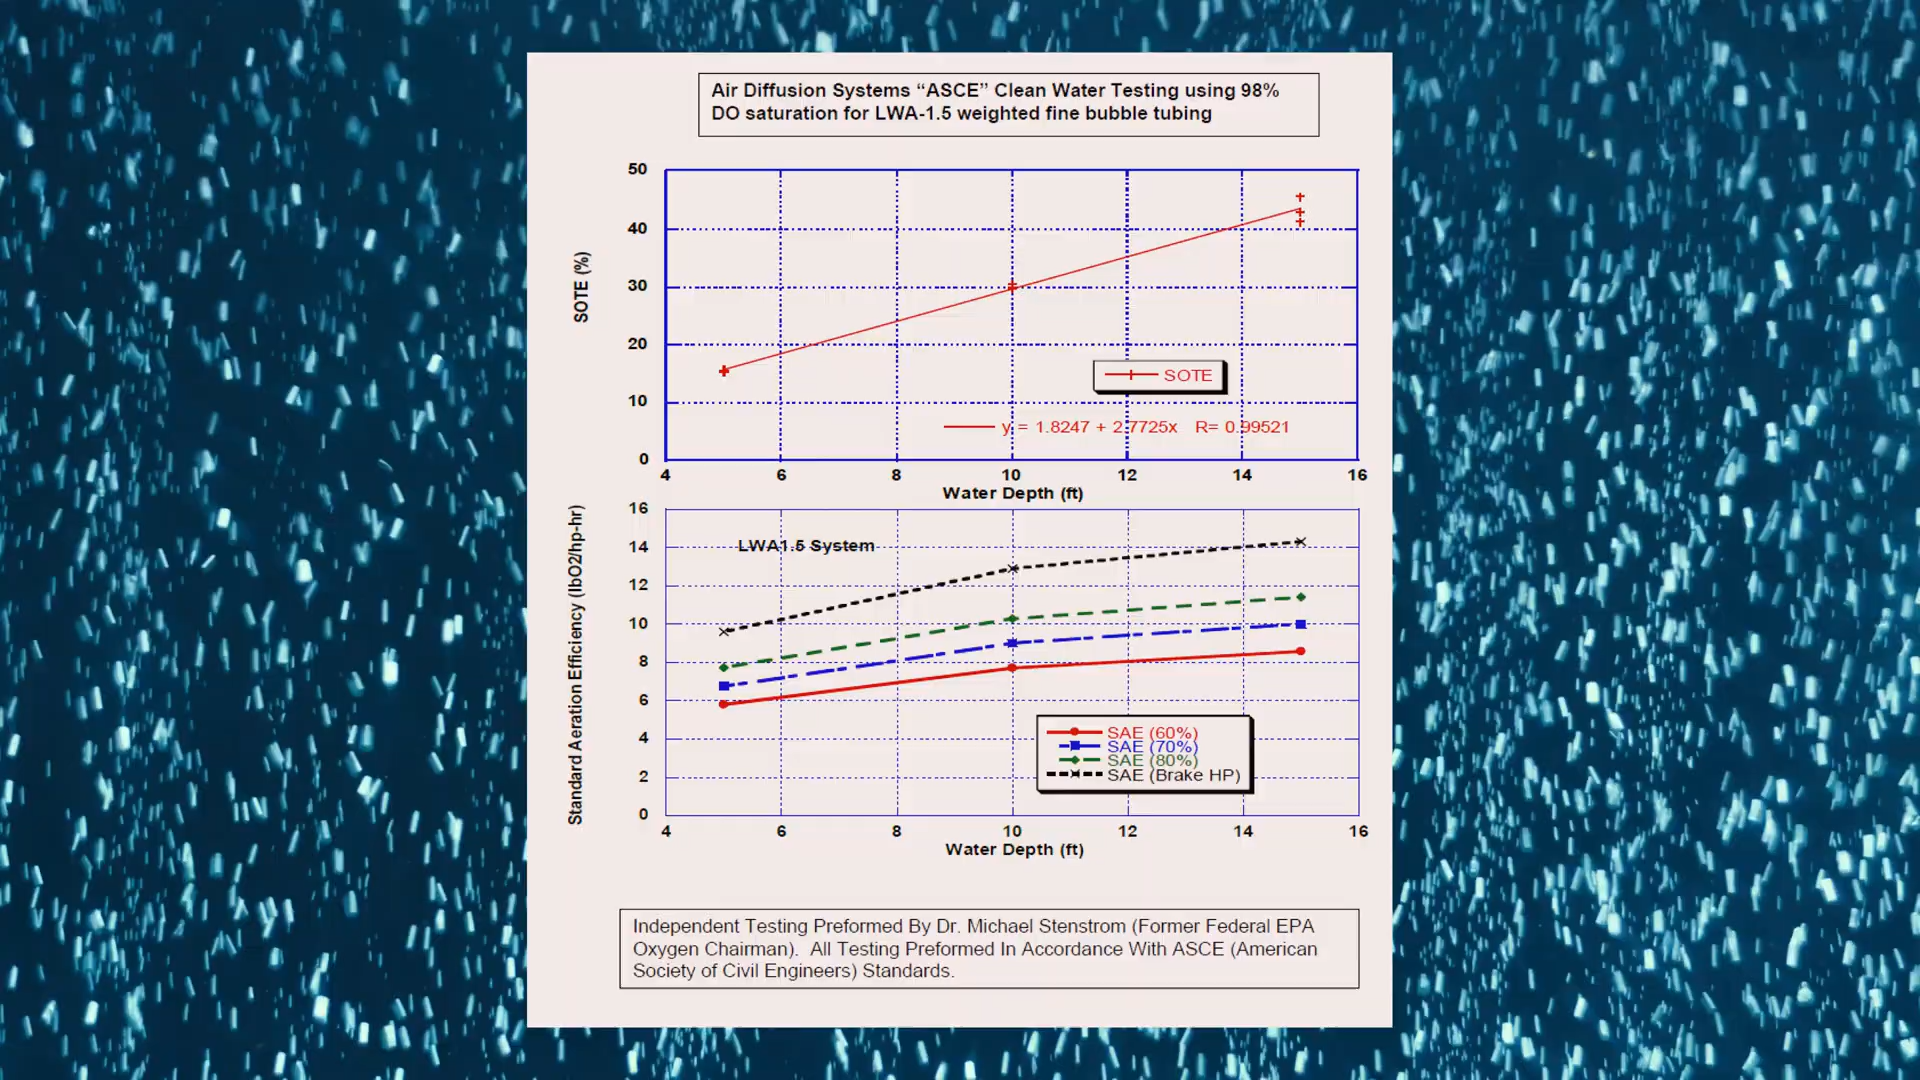 Air Diffusion Systems “ASCE” Clean Water Testing using 98%
DO saturation for LWA-1.5 weighted fine bubble tubing
50
40
30
20
10
0
SOTE (%)
SOTE
y = 1.8247 + 2.7725x R= 0.99521
4 6 8 10 12 14 16
Water Depth (ft)
16
14
12
10
8
6
4
2
0
Standard Aeration Efficiency (lbO2/hp-hr)
LWA1.5 System
SAE (60%)
SAE (70%)
SAE (80%)
SAE (Brake HP)
4 6 8 10 12 14 16
Water Depth (ft)
Independent Testing Preformed By Dr. Michael Stenstrom (Former Federal EPA
Oxygen Chairman). All Testing Preformed In Accordance With ASCE (American
Society of Civil Engineers) Standards.